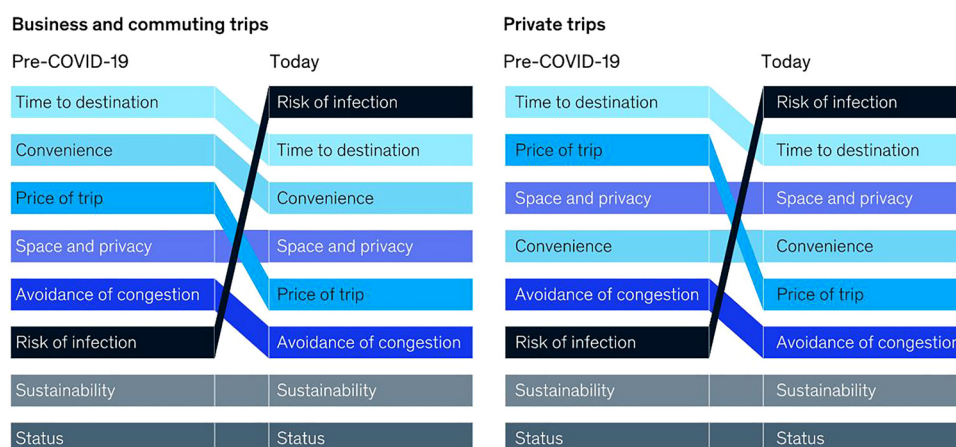 Business and commuting trips
Pre-COVID-19
Today
Time to destination
Convenience
Price of trip
Space and privacy
Avoidance of congestion
Risk of infection
Sustainability
Status
Risk of infection
Time to destination
Convenience
Space and privacy
Price of trip
Avoidance of congestion
Sustainability
Status
Private trips
Pre-COVID-19
Today
Time to destination
Price of trip
Space and privacy
Convenience
Avoidance of congestion
Risk of infection
Sustainability
Status
Risk of infection
Time to destination
Space and privacy
Convenience
Price of trip
Avoidance of congestion
Sustainability
Status